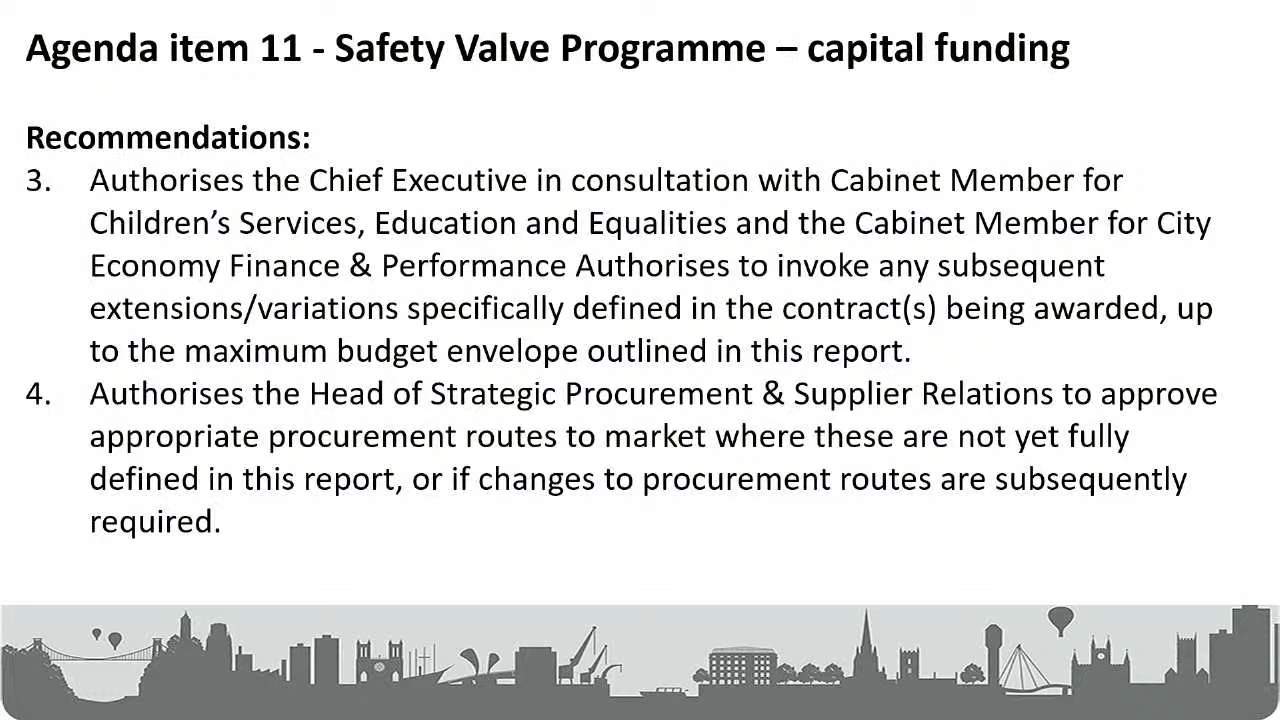 Agenda item 11 - Safety Valve Programme – capital funding
Recommendations:
3. Authorises the Chief Executive in consultation with Cabinet Member for
Children’s Services, Education and Equalities and the Cabinet Member for City
Economy Finance & Performance Authorises to invoke any subsequent
extensions/variations specifically defined in the contract(s) being awarded, up
to the maximum budget envelope outlined in this report.
4. Authorises the Head of Strategic Procurement & Supplier Relations to approve
appropriate procurement routes to market where these are not yet fully
defined in this report, or if changes to procurement routes are subsequently
required.